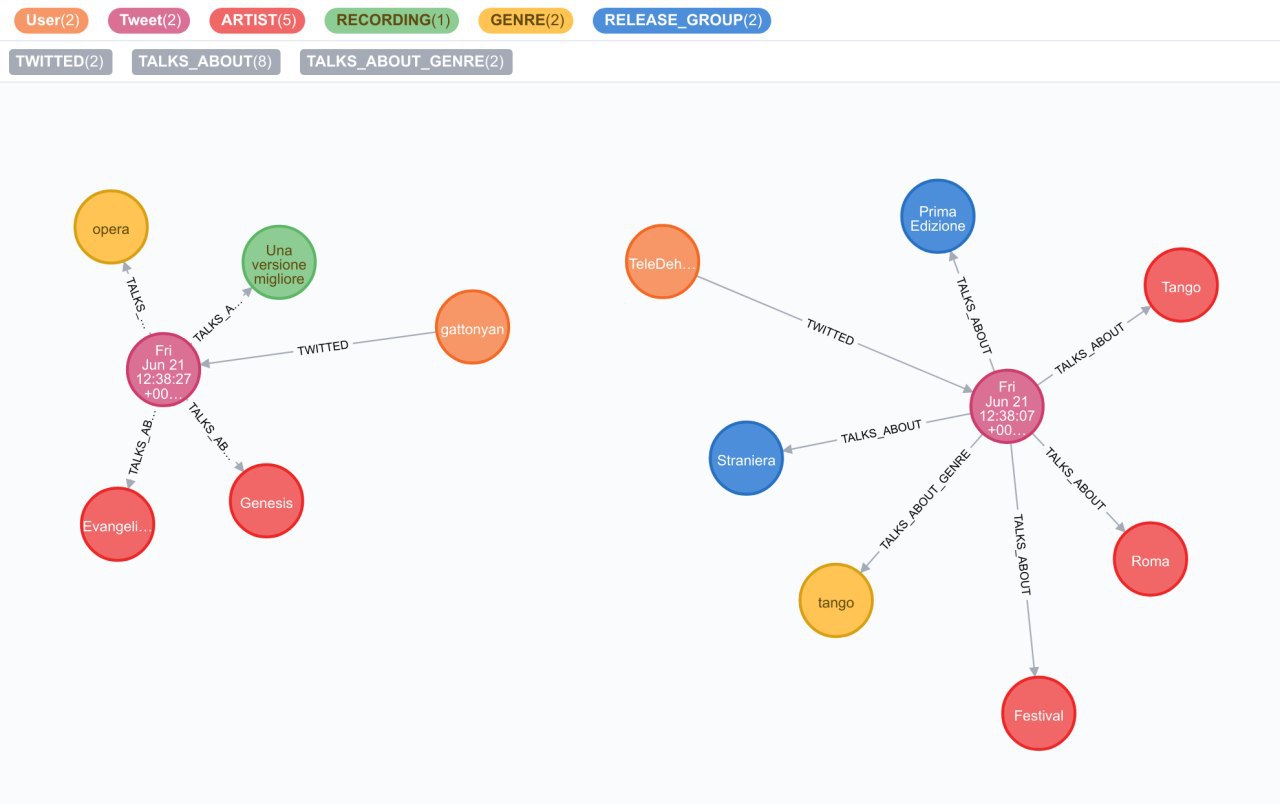 User(2) Tweet(2) ARTIST(5) RECORDING(1) GENRE(2) RELEASE_GROUP(2)
TWITTED(2) TALKS_ABOUT(8) TALKS_ABOUT_GENRE(2)
opera
Una
versione
migliore
TALKS_…
TALKS_A…
gattonyan
TWITTED
Fri
Jun 21
12:38:27
+00…
TALKS_AB…
TALKS_AB…
Evangeli…
Genesis
TeleDeh…
Prima
Edizione
Tango
TWITTED
TALKS_ABOUT
TALKS_ABOUT
Fri
Jun 21
12:38:07
+00…
TALKS_ABOUT
Straniera
TALKS_ABOUT_GENRE
TALKS_ABOUT
TALKS_ABOUT
Roma
tango
Festival